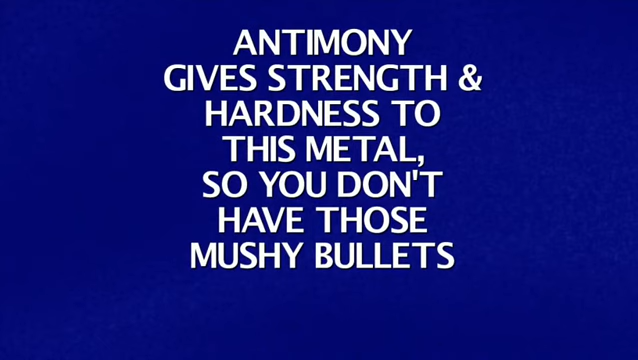 ANTIMONY
GIVES STRENGTH &
HARDNESS TO
THIS METAL,
SO YOU DON'T
HAVE THOSE
MUSHY BULLETS